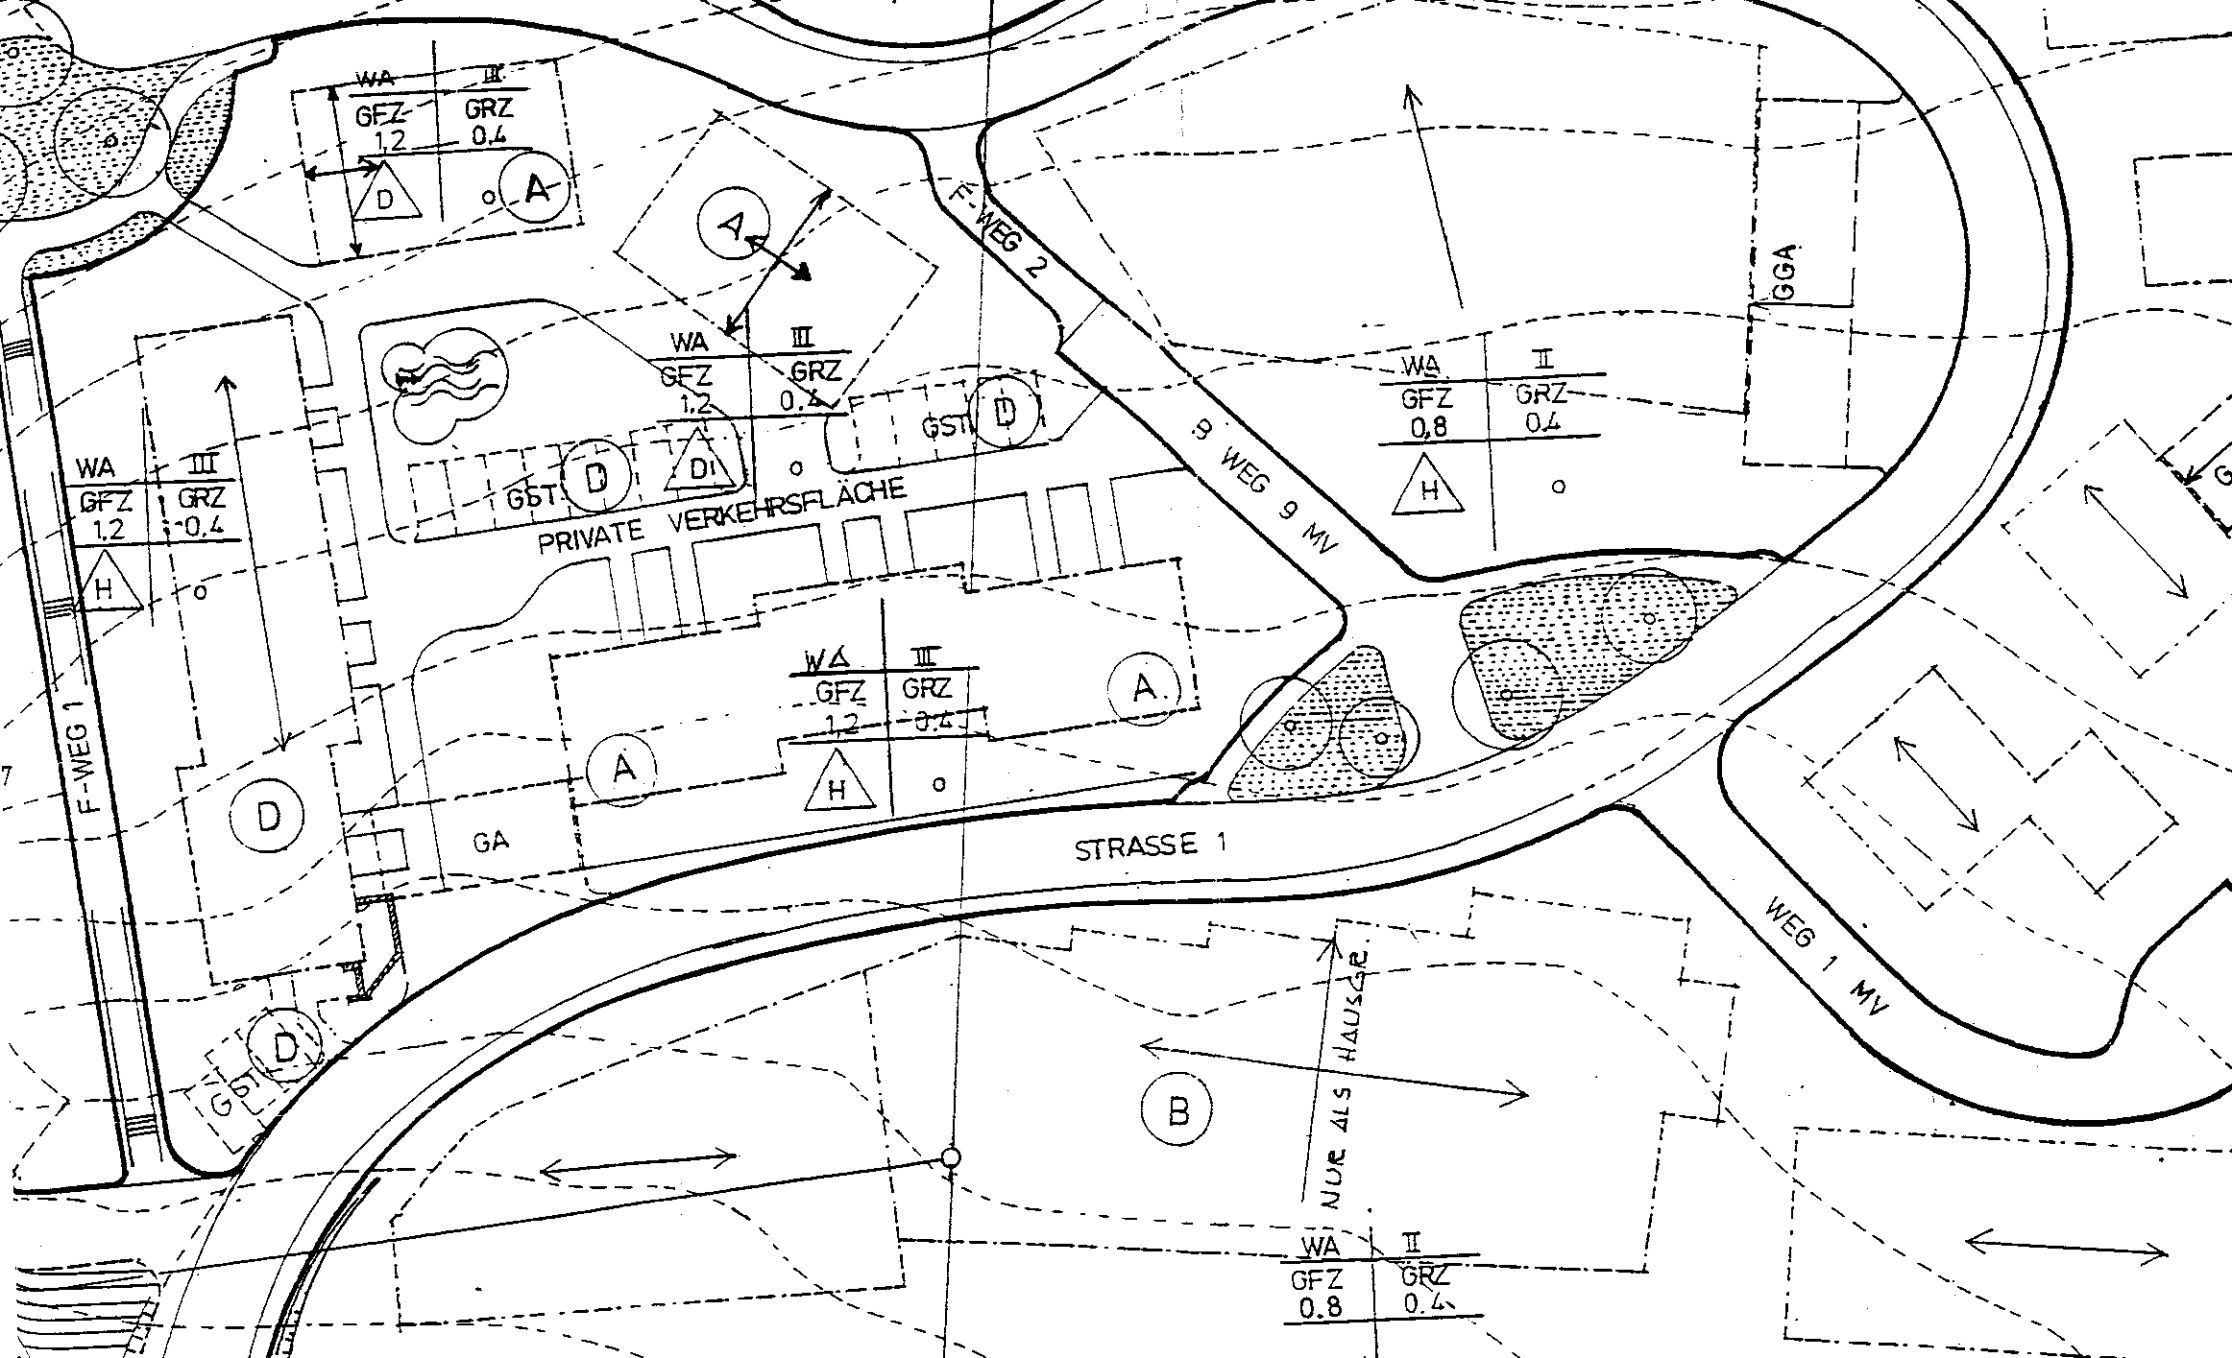 WA III
GFZ GRZ
1,2 0,4
D o A
A
F-WEG 2
GGA
WA III
GFZ GRZ
1,2 0,4
D o
GST. D
GST. D
PRIVATE VERKEHRSFLÄCHE
WA III
GFZ GRZ
1,2 0,4
H o
WA II
GFZ GRZ
0,8 0,4
H o
B WEG 9 MV
F-WEG 1
7
D
WA III
GFZ GRZ
1,2 0,4
H o
A
A
GA
STRASSE 1
WEG 1 MV
D
GST
B
NUR ALS HAUSGR.
WA II
GFZ GRZ
0.8 0.4